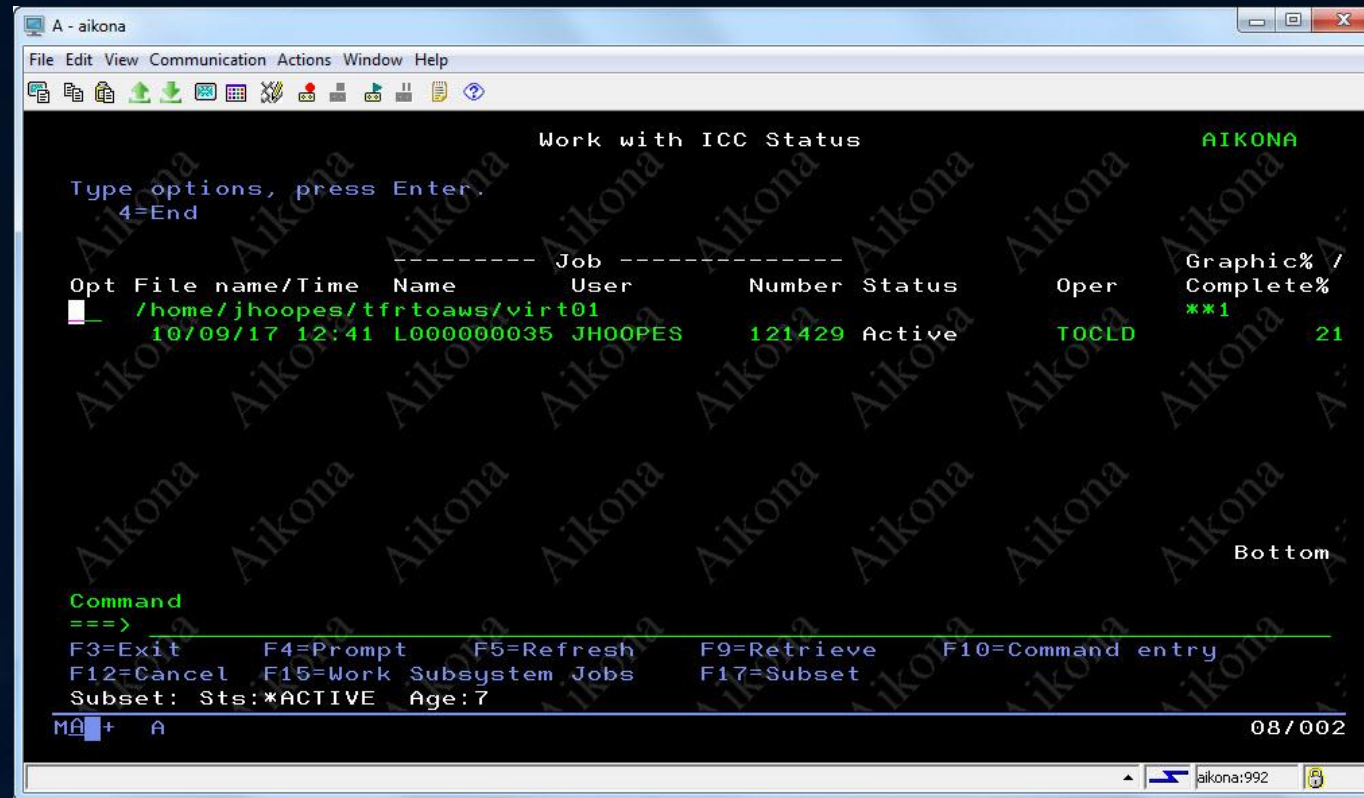 A - aikona
File Edit View Communication Actions Window Help
Work with ICC Status AIKONA
Type options, press Enter.
4=End
--------- Job --------------- Graphic% /
Opt File name/Time Name User Number Status Oper Complete%
/home/jhoopes/tfrtoaws/virt01 **1
10/09/17 12:41 L000000035 JHOOPES 121429 Active TOCLD 21
Bottom
Command
===>
F3=Exit F4=Prompt F5=Refresh F9=Retrieve F10=Command entry
F12=Cancel F15=Work Subsystem Jobs F17=Subset
Subset: Sts:*ACTIVE Age:7
MA + A 08/002
aikona:992